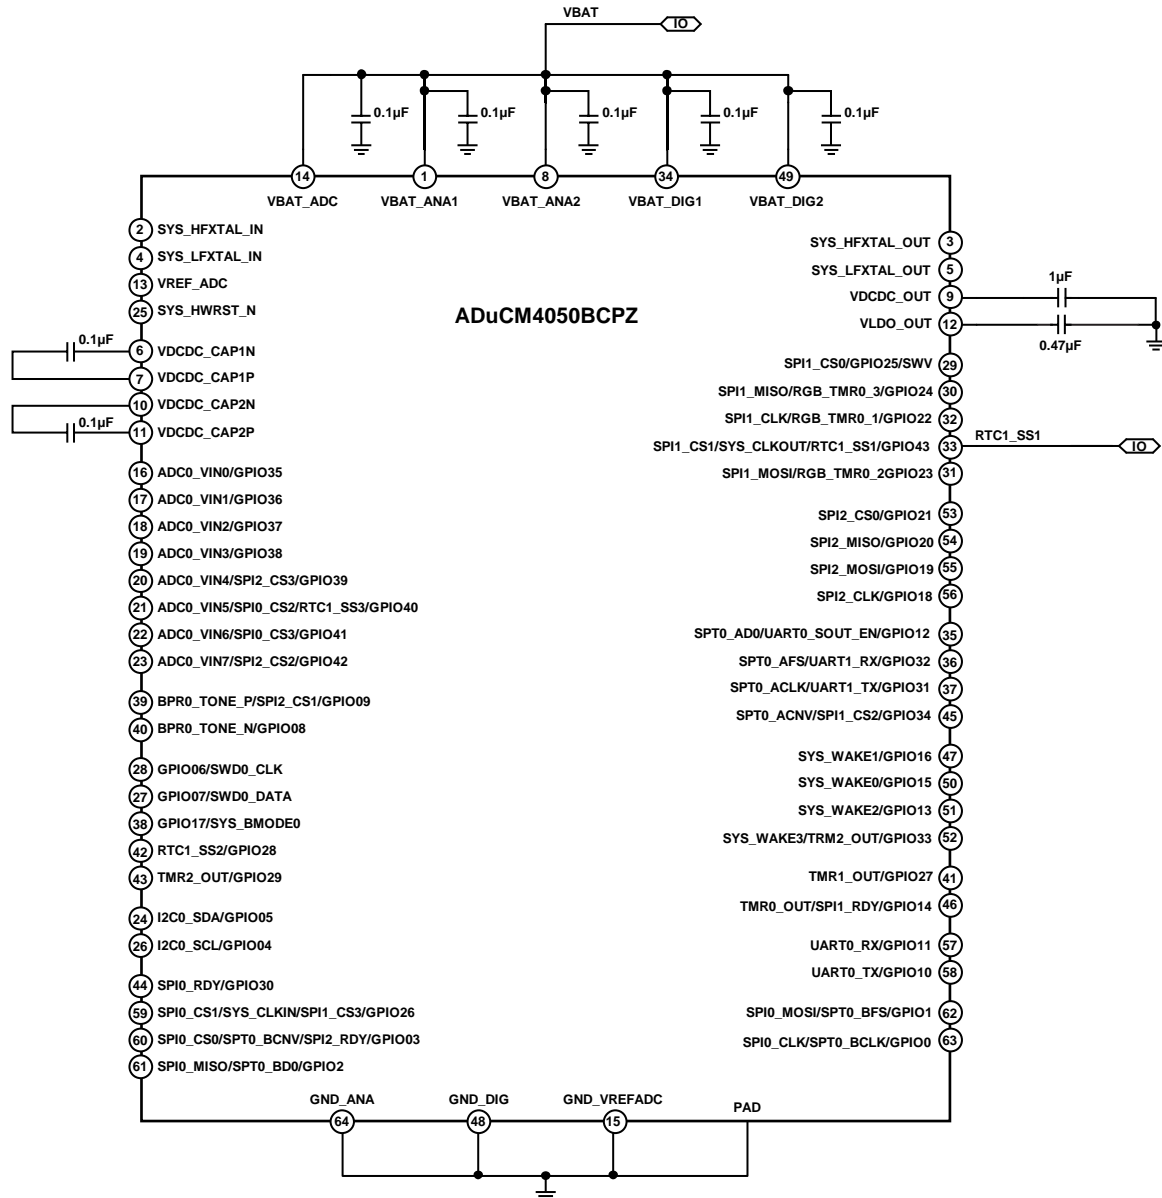 VBAT
IO
0.1µF
0.1µF
0.1µF
0.1µF
0.1µF
14
1
8
34
49
VBAT_ADC
VBAT_ANA1
VBAT_ANA2
VBAT_DIG1
VBAT_DIG2
2 SYS_HFXTAL_IN
4 SYS_LFXTAL_IN
13 VREF_ADC
25 SYS_HWRST_N
0.1µF
6 VDCDC_CAP1N
7 VDCDC_CAP1P
10 VDCDC_CAP2N
0.1µF
11 VDCDC_CAP2P
16 ADC0_VIN0/GPIO35
17 ADC0_VIN1/GPIO36
18 ADC0_VIN2/GPIO37
19 ADC0_VIN3/GPIO38
20 ADC0_VIN4/SPI2_CS3/GPIO39
21 ADC0_VIN5/SPI0_CS2/RTC1_SS3/GPIO40
22 ADC0_VIN6/SPI0_CS3/GPIO41
23 ADC0_VIN7/SPI2_CS2/GPIO42
39 BPR0_TONE_P/SPI2_CS1/GPIO09
40 BPR0_TONE_N/GPIO08
28 GPIO06/SWD0_CLK
27 GPIO07/SWD0_DATA
38 GPIO17/SYS_BMODE0
42 RTC1_SS2/GPIO28
43 TMR2_OUT/GPIO29
24 I2C0_SDA/GPIO05
26 I2C0_SCL/GPIO04
44 SPI0_RDY/GPIO30
59 SPI0_CS1/SYS_CLKIN/SPI1_CS3/GPIO26
60 SPI0_CS0/SPT0_BCNV/SPI2_RDY/GPIO03
61 SPI0_MISO/SPT0_BD0/GPIO2
ADuCM4050BCPZ
SYS_HFXTAL_OUT 3
SYS_LFXTAL_OUT 5
1µF
VDCDC_OUT 9
VLDO_OUT 12
0.47µF
SPI1_CS0/GPIO25/SWV 29
SPI1_MISO/RGB_TMR0_3/GPIO24 30
SPI1_CLK/RGB_TMR0_1/GPIO22 32
SPI1_CS1/SYS_CLKOUT/RTC1_SS1/GPIO43 33
RTC1_SS1
IO
SPI1_MOSI/RGB_TMR0_2GPIO23 31
SPI2_CS0/GPIO21 53
SPI2_MISO/GPIO20 54
SPI2_MOSI/GPIO19 55
SPI2_CLK/GPIO18 56
SPT0_AD0/UART0_SOUT_EN/GPIO12 35
SPT0_AFS/UART1_RX/GPIO32 36
SPT0_ACLK/UART1_TX/GPIO31 37
SPT0_ACNV/SPI1_CS2/GPIO34 45
SYS_WAKE1/GPIO16 47
SYS_WAKE0/GPIO15 50
SYS_WAKE2/GPIO13 51
SYS_WAKE3/TRM2_OUT/GPIO33 52
TMR1_OUT/GPIO27 41
TMR0_OUT/SPI1_RDY/GPIO14 46
UART0_RX/GPIO11 57
UART0_TX/GPIO10 58
SPI0_MOSI/SPT0_BFS/GPIO1 62
SPI0_CLK/SPT0_BCLK/GPIO0 63
GND_ANA
GND_DIG
GND_VREFADC
PAD
64
48
15